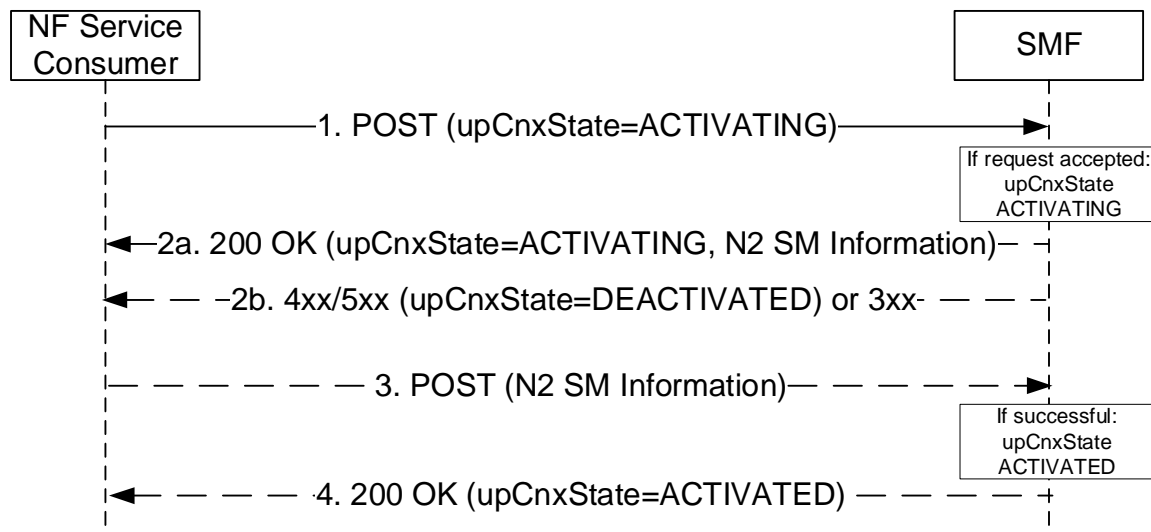 NF Service
Consumer
SMF
1. POST (upCnxState=ACTIVATING)
If request accepted:
upCnxState
ACTIVATING
2a. 200 OK (upCnxState=ACTIVATING, N2 SM Information)
2b. 4xx/5xx (upCnxState=DEACTIVATED) or 3xx
3. POST (N2 SM Information)
If successful:
upCnxState
ACTIVATED
4. 200 OK (upCnxState=ACTIVATED)